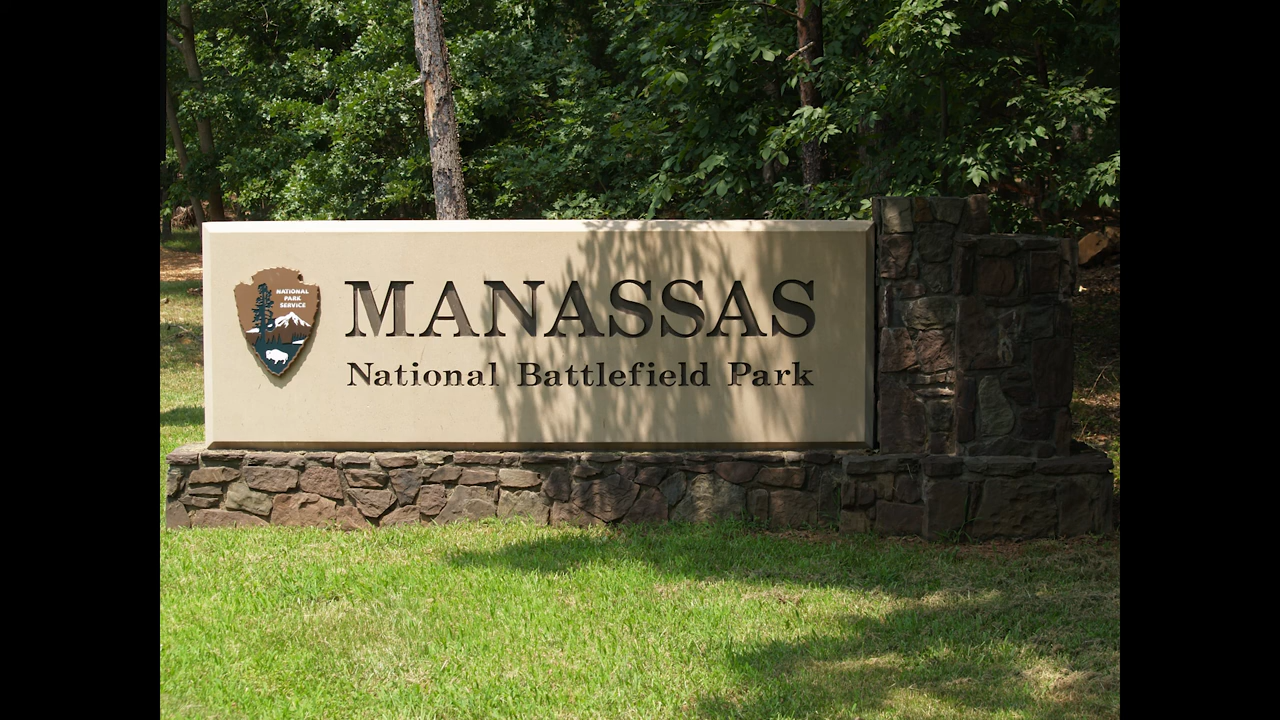 NATIONAL
PARK
SERVICE
MANASSAS
National Battlefield Park